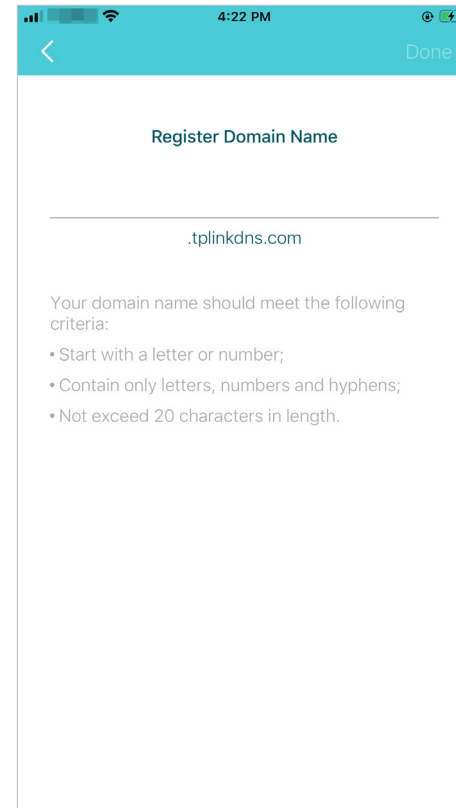 4:22 PM
Done
Register Domain Name
.tplinkdns.com
Your domain name should meet the following
criteria:
• Start with a letter or number;
• Contain only letters, numbers and hyphens;
• Not exceed 20 characters in length.